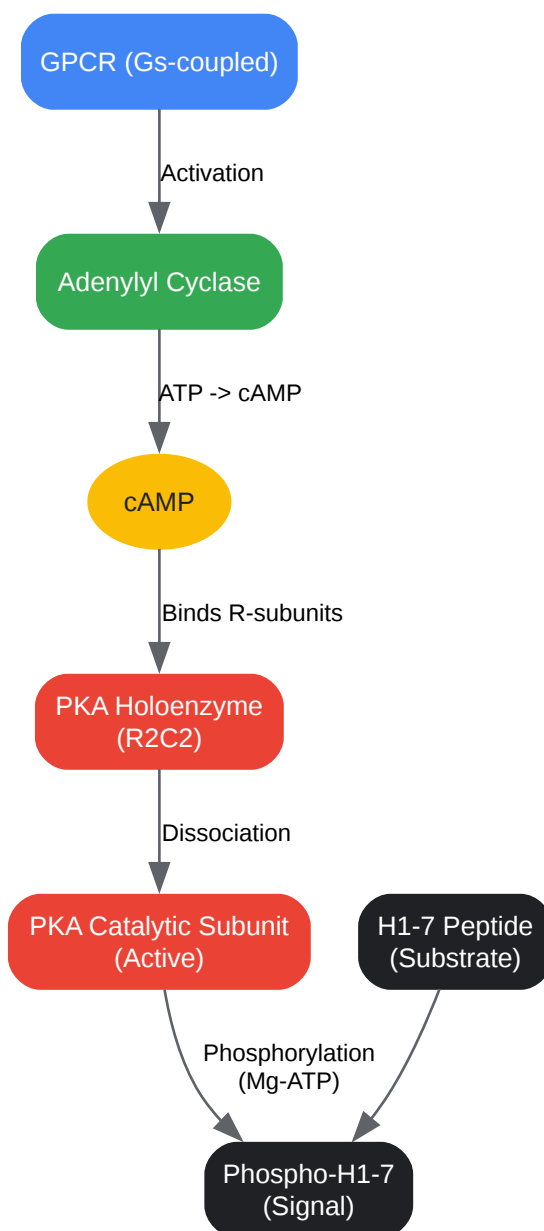 GPCR (Gs-coupled)
Activation
Adenylyl Cyclase
ATP -> cAMP
cAMP
Binds R-subunits
PKA Holoenzyme
(R2C2)
Dissociation
PKA Catalytic Subunit
(Active)
H1-7 Peptide
(Substrate)
Phosphorylation
(Mg-ATP)
Phospho-H1-7
(Signal)